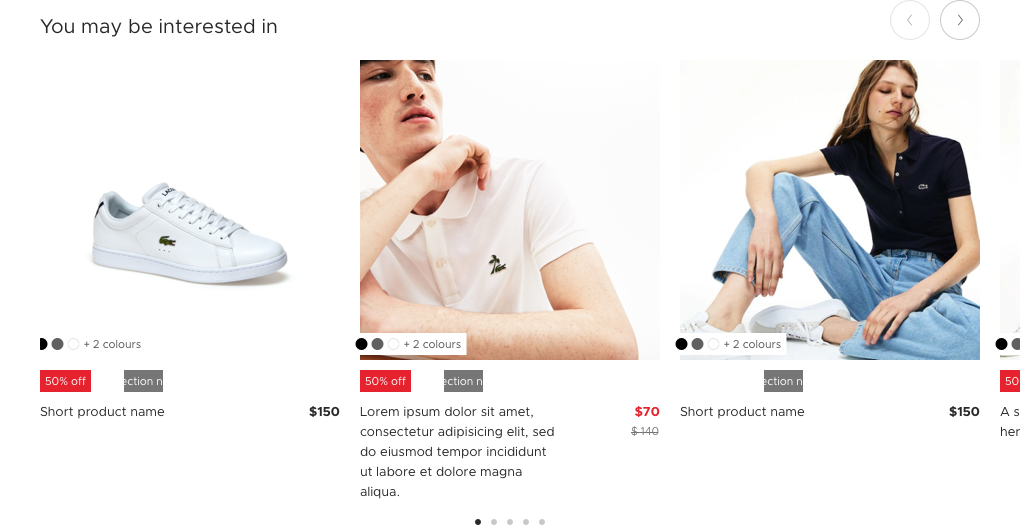 You may be interested in
+ 2 colours
50% off
ection n
Short product name
$150
+ 2 colours
50% off
ection n
Lorem ipsum dolor sit amet,
consectetur adipisicing elit, sed
do eiusmod tempor incididunt
ut labore et dolore magna
aliqua.
$70
$ 140
+ 2 colours
ection n
Short product name
$150
50
A s
her